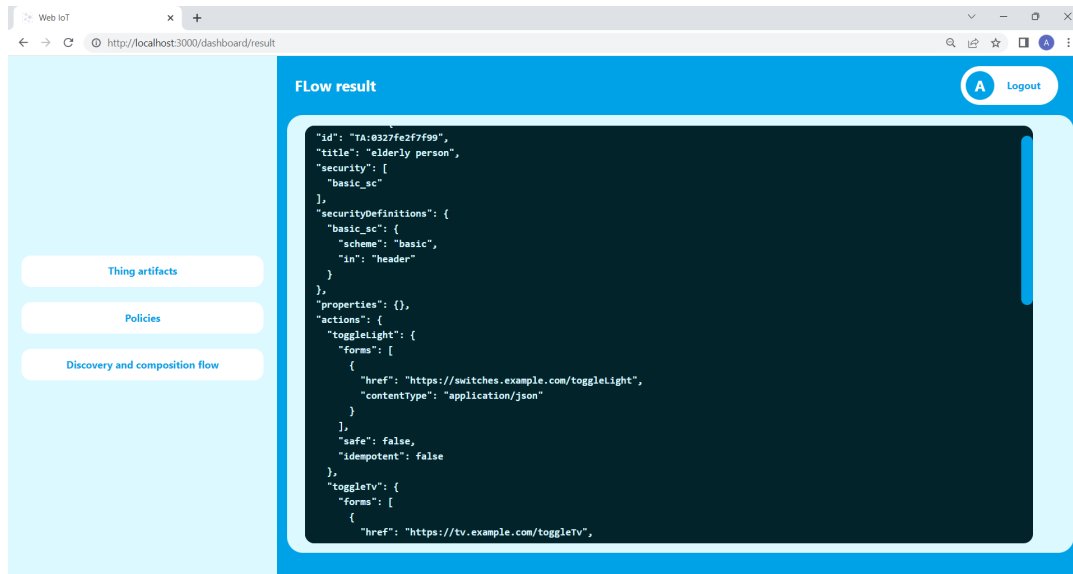 Web IoT
http://localhost:3000/dashboard/result
A
FLow result
A
Logout
Thing artifacts
Policies
Discovery and composition flow
"id": "TA:0327fe2f7f99",
"title": "elderly person",
"security": [
"basic_sc"
],
"securityDefinitions": {
"basic_sc": {
"scheme": "basic",
"in": "header"
}
},
"properties": {},
"actions": {
"toggleLight": {
"forms": [
{
"href": "https://switches.example.com/toggleLight",
"contentType": "application/json"
}
],
"safe": false,
"idempotent": false
},
"toggleTv": {
"forms": [
{
"href": "https://tv.example.com/toggleTv",